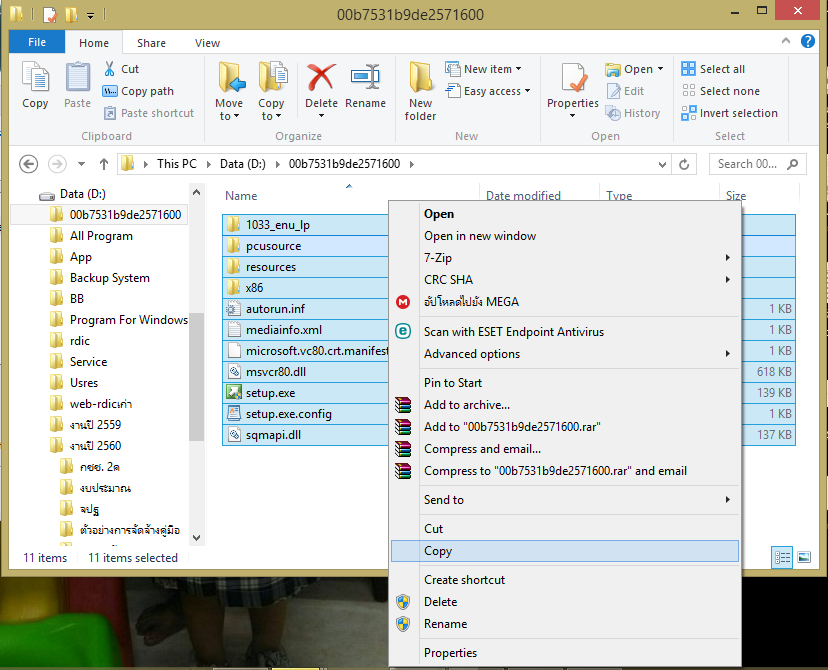 00b7531b9de2571600
File Home Share View
Copy
Paste
Cut
Copy path
Paste shortcut
Clipboard
Move to
Copy to
Delete
Rename
Organize
New folder
New item
Easy access
New
Properties
Open
Edit
History
Open
Select all
Select none
Invert selection
Select
This PC Data (D:) 00b7531b9de2571600
Search 00...
Data (D:)
00b7531b9de2571600
All Program
App
Backup System
BB
Program For Windows
rdic
Service
Usres
web-rdicเก่า
งานปี 2559
งานปี 2560
กซช. 2ค
งบประมาณ
จปฐ
ตัวอย่างการจัดจ้างคู่มือ
Name Date modified Type Size
1033_enu_lp
pcusource
resources
x86
autorun.inf 1 KB
mediainfo.xml 1 KB
microsoft.vc80.crt.manifest 1 KB
msvcr80.dll 618 KB
setup.exe 139 KB
setup.exe.config 1 KB
sqmapi.dll 137 KB
Open
Open in new window
7-Zip
CRC SHA
อัปโหลดไปยัง MEGA
Scan with ESET Endpoint Antivirus
Advanced options
Pin to Start
Add to archive...
Add to "00b7531b9de2571600.rar"
Compress and email...
Compress to "00b7531b9de2571600.rar" and email
Send to
Cut
Copy
Create shortcut
Delete
Rename
Properties
11 items 11 items selected